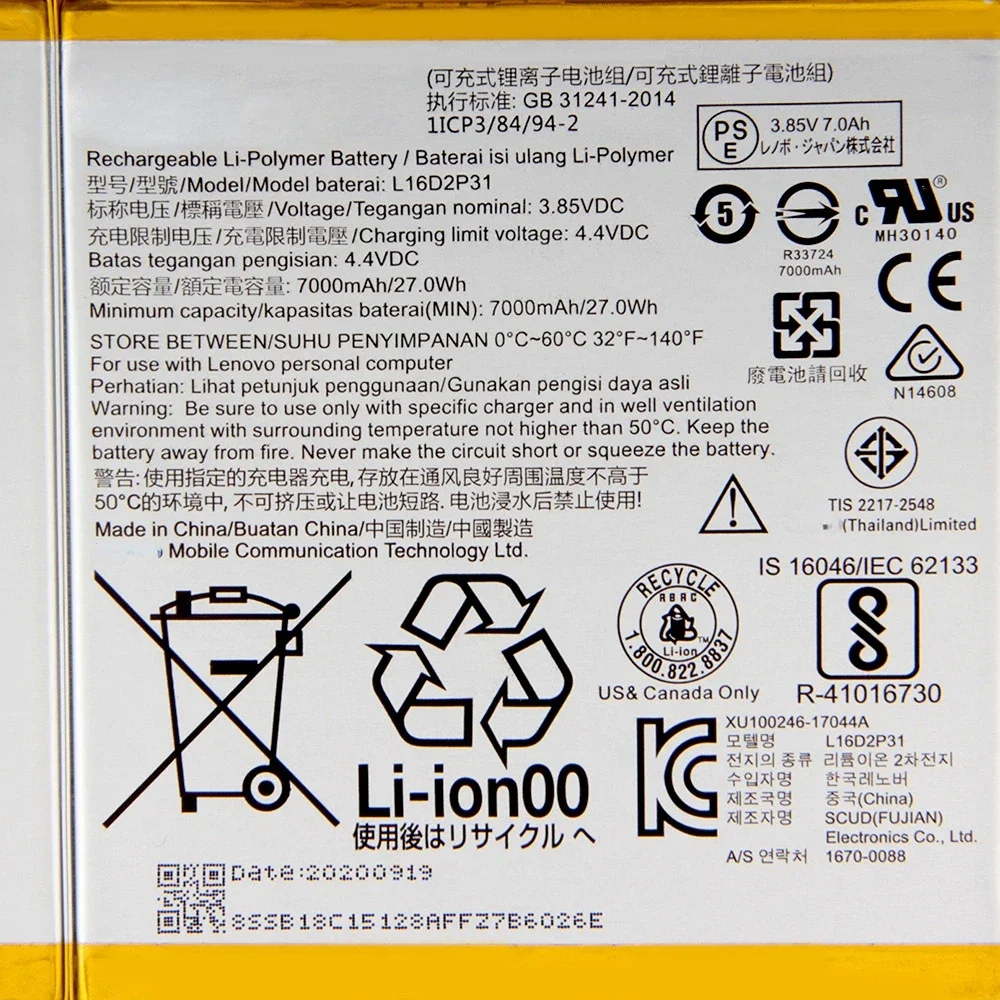 (可充式锂离子电池组/可充式鋰離子電池組)
执行标准: GB 31241-2014
1ICP3/84/94-2
PSE
3.85V 7.0Ah
レノボ・ジャパン株式会社
Rechargeable Li-Polymer Battery / Baterai isi ulang Li-Polymer
型号/型號/Model/Model baterai: L16D2P31
标称电压/標稱電壓/Voltage/Tegangan nominal: 3.85VDC
充电限制电压/充電限制電壓/Charging limit voltage: 4.4VDC
Batas tegangan pengisian: 4.4VDC
额定容量/額定電容量: 7000mAh/27.0Wh
Minimum capacity/kapasitas baterai(MIN): 7000mAh/27.0Wh
5
R33724
7000mAh
c RU US ®
MH30140
CE
廢電池請回收
N14608
STORE BETWEEN/SUHU PENYIMPANAN 0°C~60°C 32°F~140°F
For use with Lenovo personal computer
Perhatian: Lihat petunjuk penggunaan/Gunakan pengisi daya asli
Warning: Be sure to use only with specific charger and in well ventilation
environment with surrounding temperature not higher than 50°C. Keep the
battery away from fire. Never make the circuit short or squeeze the battery.
警告: 使用指定的充电器充电, 存放在通风良好周围温度不高于
50°C的环境中, 不可挤压或让电池短路. 电池浸水后禁止使用!
Made in China/Buatan China/中国制造/中國製造
Mobile Communication Technology Ltd.
TIS 2217-2548
(Thailand)Limited
IS 16046/IEC 62133
R-41016730
RECYCLE
RBRC
Li-ion
TM
1.800.822.8837
US& Canada Only
Li-ion00
使用後はリサイクル へ
XU100246-17044A
모델명 L16D2P31
전지의 종류 리튬이온 2차전지
수입자명 한국레노버
제조국명 중국(China)
제조자명 SCUD(FUJIAN)
Electronics Co., Ltd.
A/S 연락처 1670-0088
Date:20200919
8SSB18C15128AFFZ7B6026E